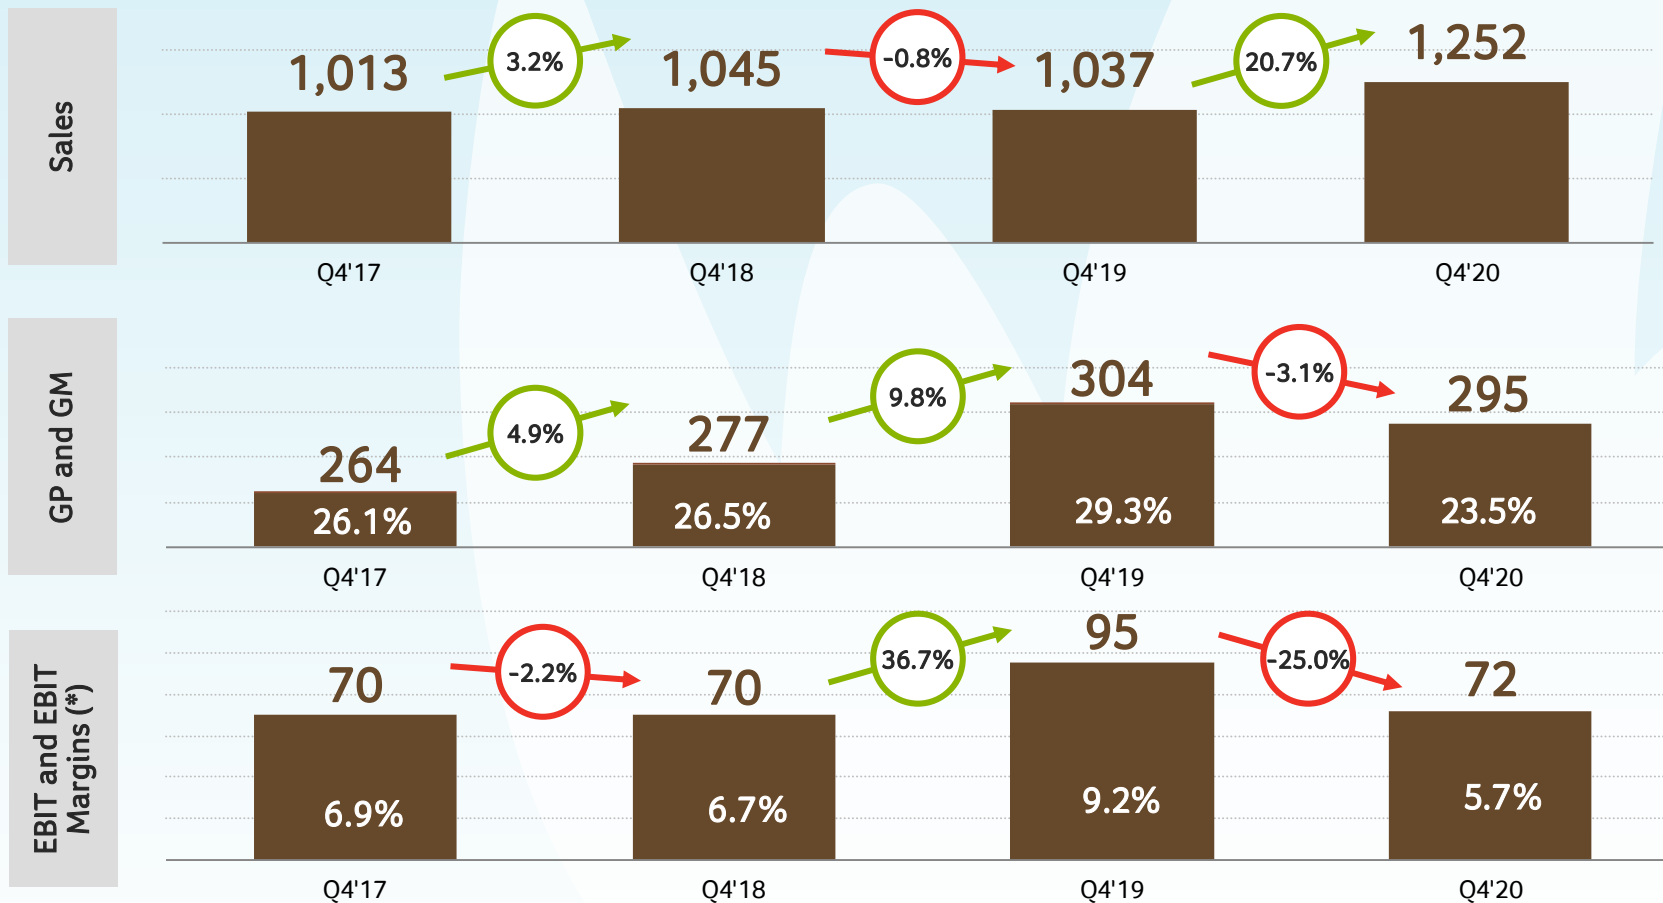 Sales
1,013 3.2% 1,045 -0.8% 1,037 20.7% 1,252
Q4'17 Q4'18 Q4'19 Q4'20
GP and GM
264 4.9% 277 9.8% 304 -3.1% 295
26.1% 26.5% 29.3% 23.5%
Q4'17 Q4'18 Q4'19 Q4'20
EBIT and EBIT
Margins (*)
70 -2.2% 70 36.7% 95 -25.0% 72
6.9% 6.7% 9.2% 5.7%
Q4'17 Q4'18 Q4'19 Q4'20